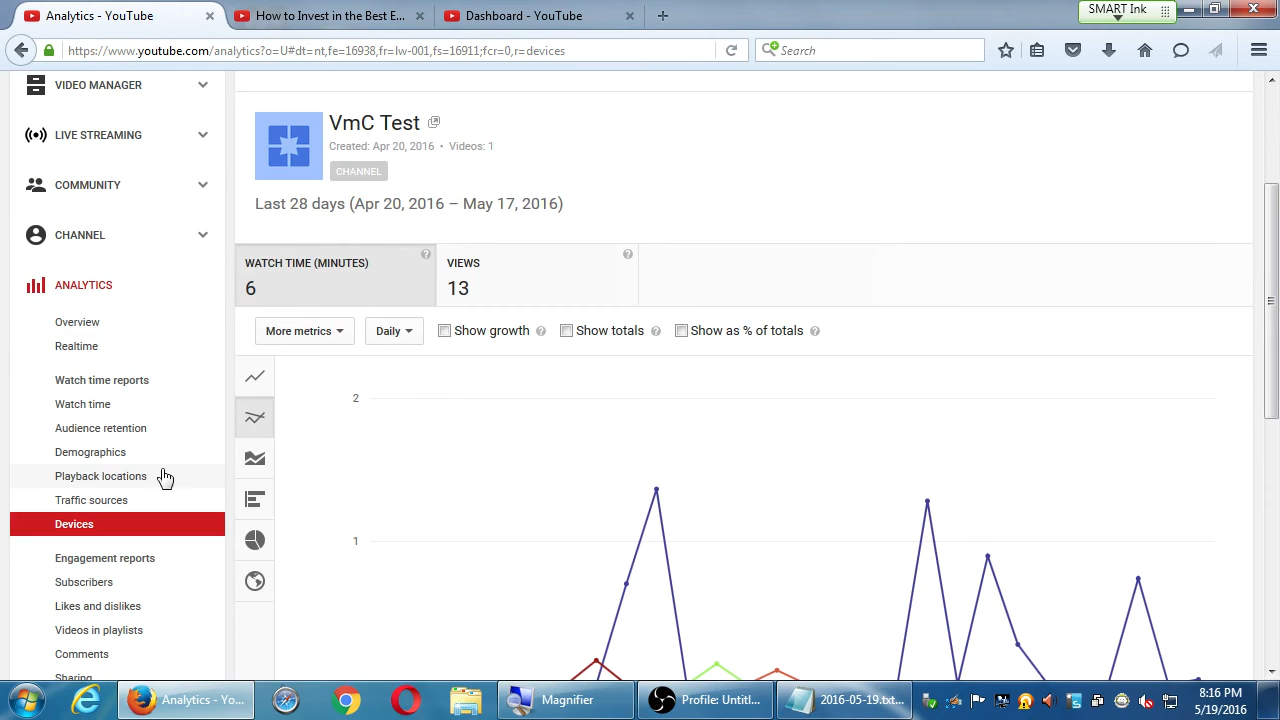 Analytics - YouTube
How to Invest in the Best E...
Dashboard - YouTube
SMART Ink
https://www.youtube.com/analytics?o=U#dt=nt,fe=16938,fr=lw-001,fs=16911,cr=0,r=devices
Search
VIDEO MANAGER
LIVE STREAMING
COMMUNITY
CHANNEL
ANALYTICS
Overview
Realtime
Watch time reports
Watch time
Audience retention
Demographics
Playback locations
Traffic sources
Devices
Engagement reports
Subscribers
Likes and dislikes
Videos in playlists
Comments
Sharing
VmC Test
Created: Apr 20, 2016 • Videos: 1
CHANNEL
Last 28 days (Apr 20, 2016 – May 17, 2016)
WATCH TIME (MINUTES) ?
6
VIEWS ?
13
More metrics
Daily
Show growth ?
Show totals ?
Show as % of totals ?
2
1
Analytics - Yo...
Magnifier
Profile: Untitl...
2016-05-19.txt...
8:16 PM
5/19/2016